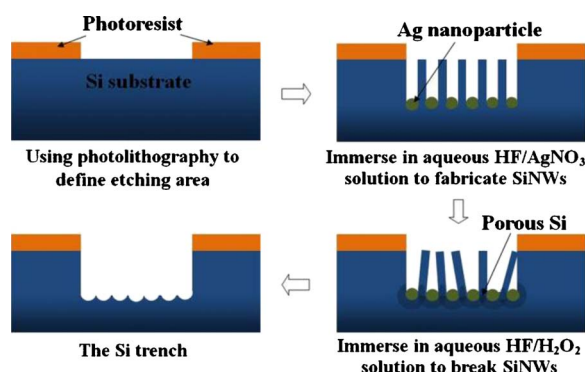 Photoresist
Si substrate
Using photolithography to
define etching area
Ag nanoparticle
Immerse in aqueous HF/AgNO₃
solution to fabricate SiNWs
Porous Si
Immerse in aqueous HF/H₂O₂
solution to break SiNWs
The Si trench